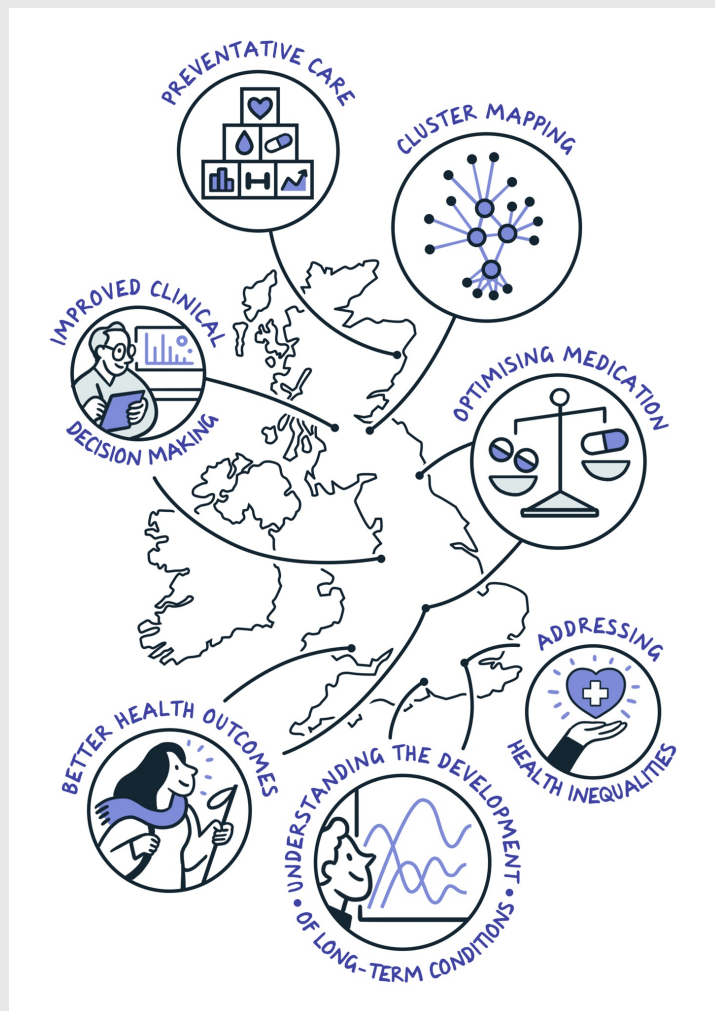 PREVENTATIVE CARE
CLUSTER MAPPING
IMPROVED CLINICAL
DECISION MAKING
OPTIMISING MEDICATION
ADDRESSING
HEALTH INEQUALITIES
BETTER HEALTH OUTCOMES
• UNDERSTANDING THE DEVELOPMENT •
OF LONG-TERM CONDITIONS